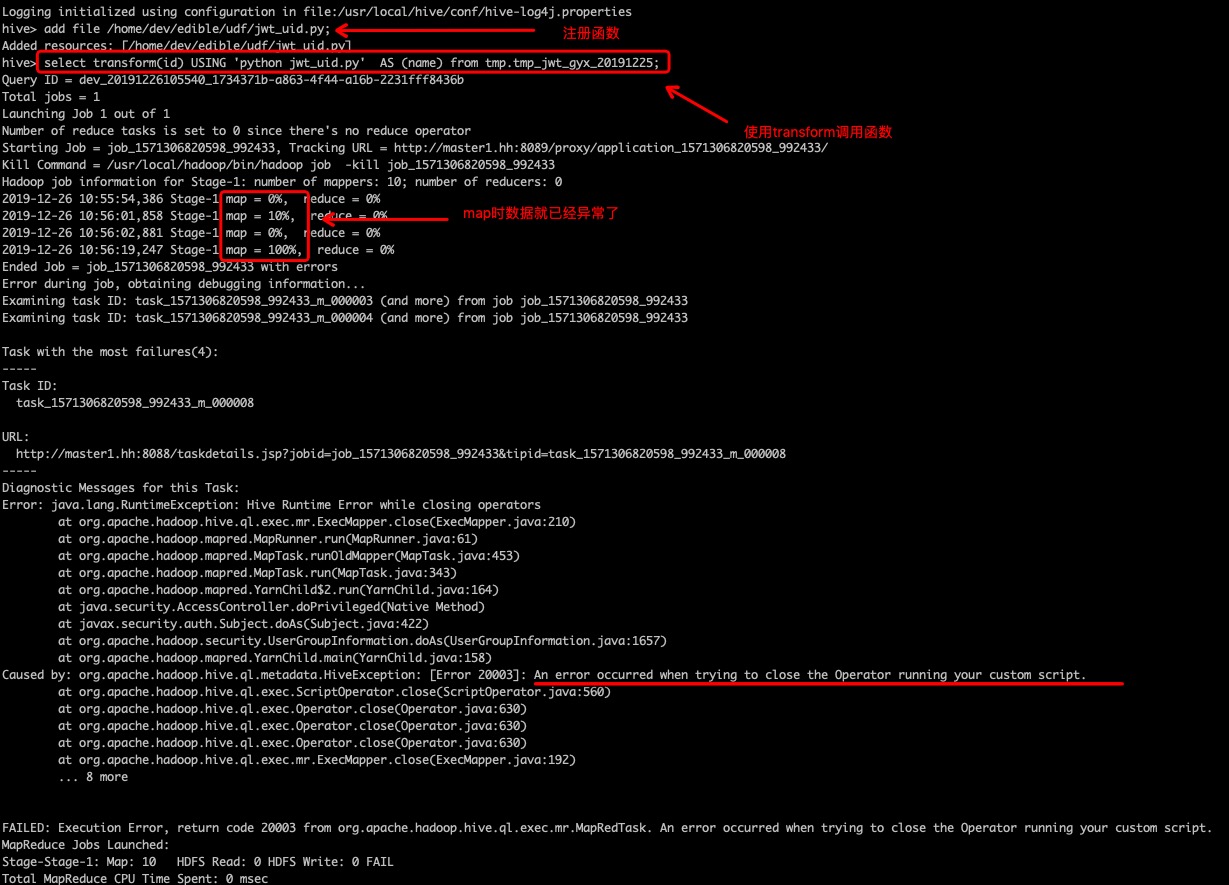 Logging initialized using configuration in file:/usr/local/hive/conf/hive-log4j.properties
hive> add file /home/dev/edible/udf/jwt_uid.py;
注册函数
Added resources: [/home/dev/edible/udf/jwt_uid.py]
hive> select transform(id) USING 'python jwt_uid.py'  AS (name) from tmp.tmp_jwt_gyx_20191225;
Query ID = dev_20191226105540_1734371b-a863-4f44-a16b-2231fff8436b
Total jobs = 1
Launching Job 1 out of 1
Number of reduce tasks is set to 0 since there's no reduce operator
使用transform调用函数
Starting Job = job_1571306820598_992433, Tracking URL = http://master1.hh:8089/proxy/application_1571306820598_992433/
Kill Command = /usr/local/hadoop/bin/hadoop job  -kill job_1571306820598_992433
Hadoop job information for Stage-1: number of mappers: 10; number of reducers: 0
2019-12-26 10:55:54,386 Stage-1 map = 0%,  reduce = 0%
2019-12-26 10:56:01,858 Stage-1 map = 10%,  reduce = 0%
map时数据就已经异常了
2019-12-26 10:56:02,881 Stage-1 map = 0%,  reduce = 0%
2019-12-26 10:56:19,247 Stage-1 map = 100%,  reduce = 0%
Ended Job = job_1571306820598_992433 with errors
Error during job, obtaining debugging information...
Examining task ID: task_1571306820598_992433_m_000003 (and more) from job job_1571306820598_992433
Examining task ID: task_1571306820598_992433_m_000004 (and more) from job job_1571306820598_992433
Task with the most failures(4):
-----
Task ID:
task_1571306820598_992433_m_000008
URL:
http://master1.hh:8088/taskdetails.jsp?jobid=job_1571306820598_992433&tipid=task_1571306820598_992433_m_000008
-----
Diagnostic Messages for this Task:
Error: java.lang.RuntimeException: Hive Runtime Error while closing operators
at org.apache.hadoop.hive.ql.exec.mr.ExecMapper.close(ExecMapper.java:210)
at org.apache.hadoop.mapred.MapRunner.run(MapRunner.java:61)
at org.apache.hadoop.mapred.MapTask.runOldMapper(MapTask.java:453)
at org.apache.hadoop.mapred.MapTask.run(MapTask.java:343)
at org.apache.hadoop.mapred.YarnChild$2.run(YarnChild.java:164)
at java.security.AccessController.doPrivileged(Native Method)
at javax.security.auth.Subject.doAs(Subject.java:422)
at org.apache.hadoop.security.UserGroupInformation.doAs(UserGroupInformation.java:1657)
at org.apache.hadoop.mapred.YarnChild.main(YarnChild.java:158)
Caused by: org.apache.hadoop.hive.ql.metadata.HiveException: [Error 20003]: An error occurred when trying to close the Operator running your custom script.
at org.apache.hadoop.hive.ql.exec.ScriptOperator.close(ScriptOperator.java:560)
at org.apache.hadoop.hive.ql.exec.Operator.close(Operator.java:630)
at org.apache.hadoop.hive.ql.exec.Operator.close(Operator.java:630)
at org.apache.hadoop.hive.ql.exec.Operator.close(Operator.java:630)
at org.apache.hadoop.hive.ql.exec.mr.ExecMapper.close(ExecMapper.java:192)
... 8 more
FAILED: Execution Error, return code 20003 from org.apache.hadoop.hive.ql.exec.mr.MapRedTask. An error occurred when trying to close the Operator running your custom script.
MapReduce Jobs Launched:
Stage-Stage-1: Map: 10   HDFS Read: 0 HDFS Write: 0 FAIL
Total MapReduce CPU Time Spent: 0 msec